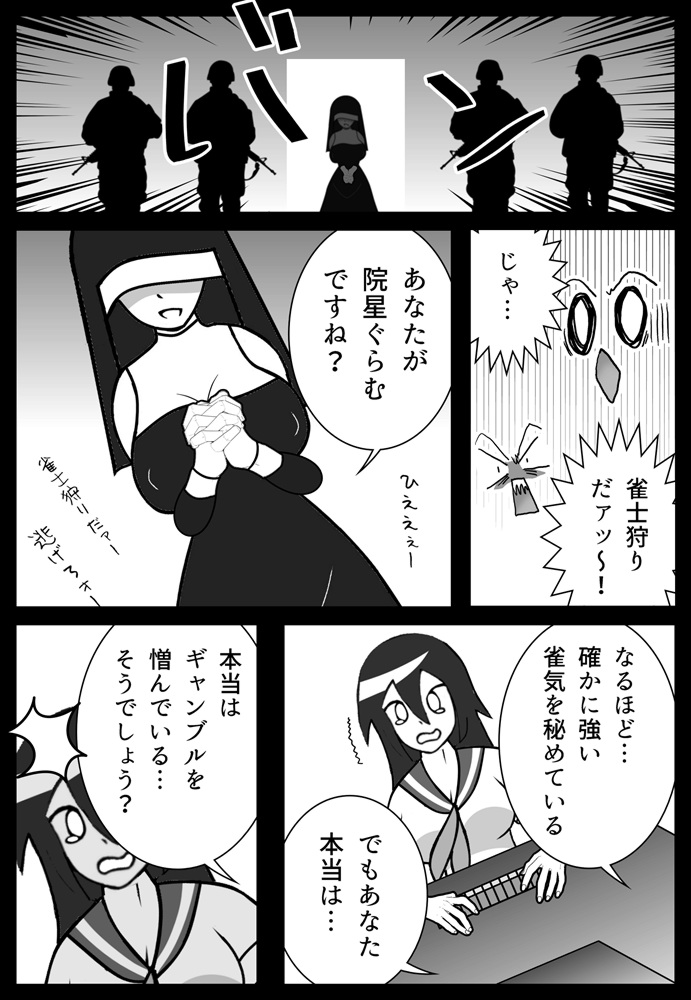 バーン
じゃ…
雀士狩り
だァッ～！
あなたが
院星ぐらむ
ですね？
ひえぇぇー
雀士狩りだァー
逃げろォー
なるほど…
確かに強い
雀気を秘めている
でもあなた
本当は…
本当は
ギャンブルを
憎んでいる…
そうでしょう？